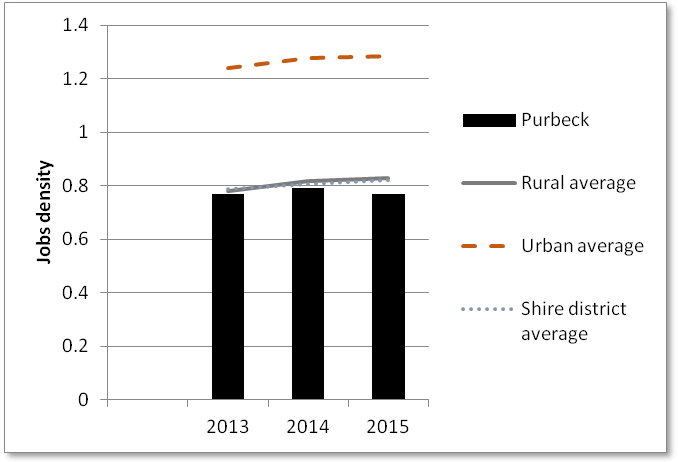 1.4
1.2
1
0.8
0.6
0.4
0.2
0
Jobs density
2013 2014 2015
Purbeck
Rural average
Urban average
Shire district
average